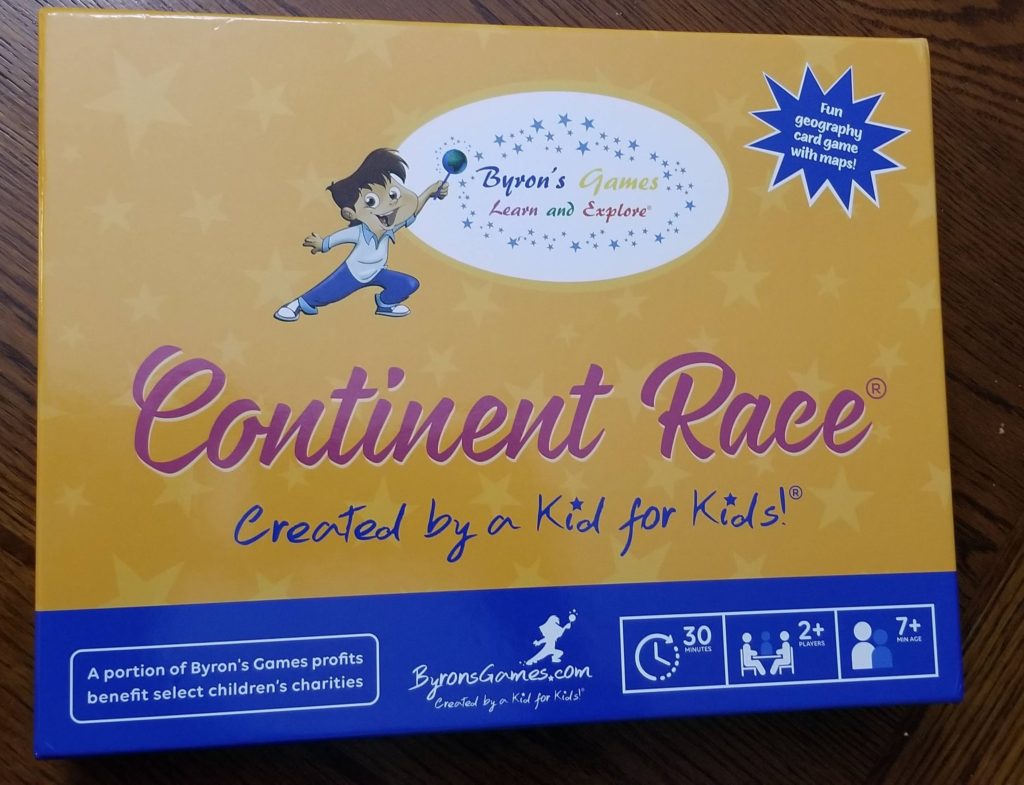 Fun
geography
card game
with maps!
Byron's Games
Learn and Explore®
Continent Race®
Created by a Kid for Kids!®
A portion of Byron's Games profits
benefit select children's charities
ByronsGames.com
Created by a Kid for Kids!®
30
MINUTES
2+
PLAYERS
7+
MIN AGE